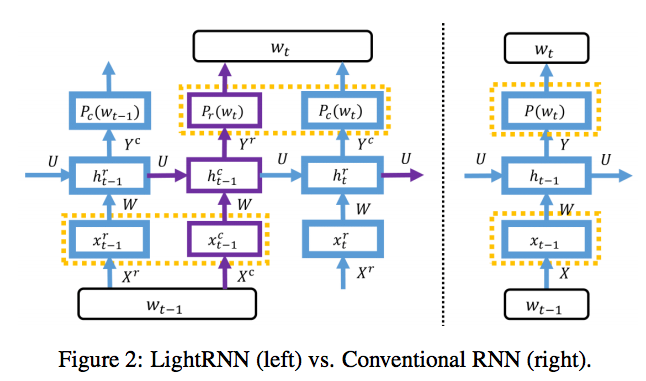 w_t w_t
P_c(w_{t-1}) P_r(w_t) P_c(w_t) P(w_t)
Y^c Y^r Y^c Y
U h^r_{t-1} U h^c_{t-1} U h^r_t U U h_{t-1} U
W W W W
x^r_{t-1} x^c_{t-1} x^r_t x_{t-1}
X^r X^c X^r X
w_{t-1} w_{t-1}
Figure 2: LightRNN (left) vs. Conventional RNN (right).